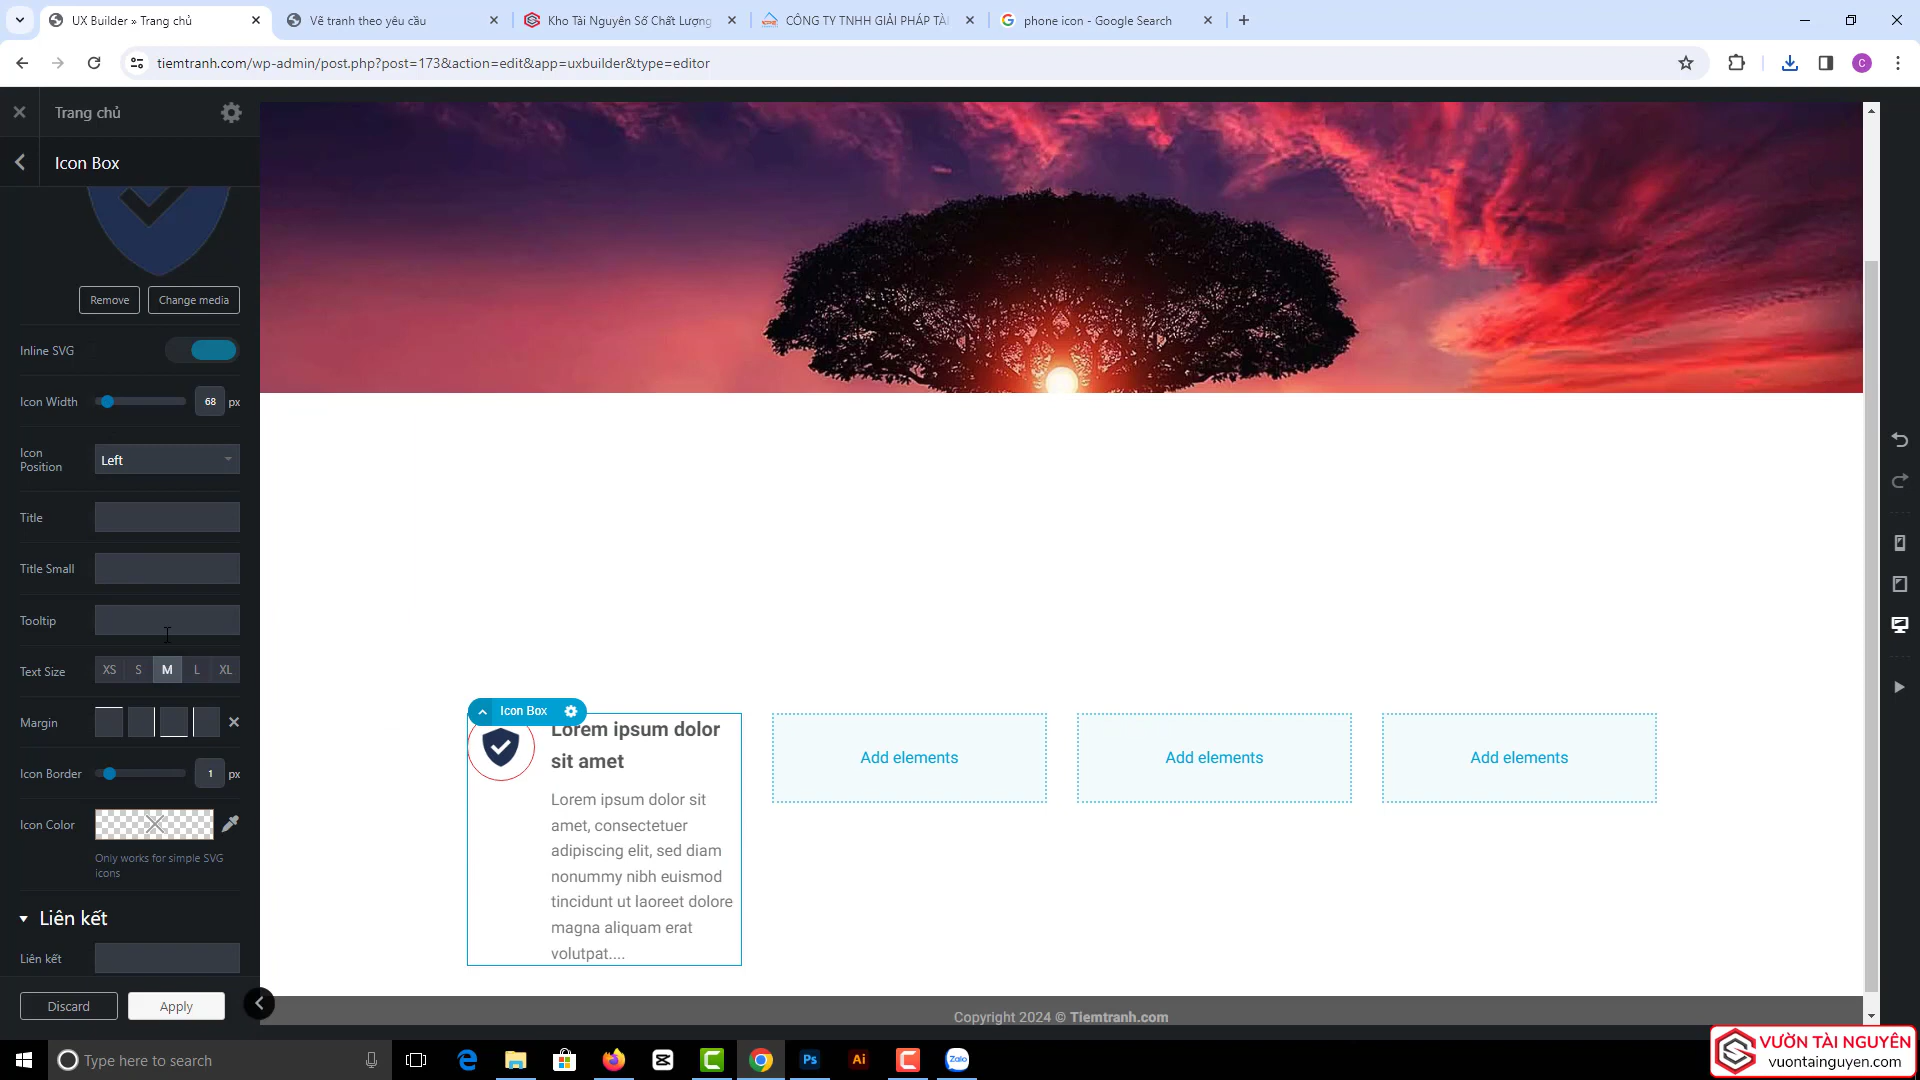 UX Builder » Trang chủ
Vẽ tranh theo yêu cầu
Kho Tài Nguyên Số Chất Lượng
CÔNG TY TNHH GIẢI PHÁP TÀI
phone icon - Google Search
tiemtranh.com/wp-admin/post.php?post=173&action=edit&app=uxbuilder&type=editor
C
Trang chủ
Icon Box
Remove
Change media
Inline SVG
Icon Width
68
px
Icon Position
Left
Title
Title Small
Tooltip
Text Size
XS
S
M
L
XL
Margin
Icon Border
1
px
Icon Color
Only works for simple SVG
icons
Liên kết
Liên kết
Discard
Apply
Icon Box
Lorem ipsum dolor
sit amet
Lorem ipsum dolor sit
amet, consectetuer
adipiscing elit, sed diam
nonummy nibh euismod
tincidunt ut laoreet dolore
magna aliquam erat
volutpat....
Add elements
Add elements
Add elements
Copyright 2024 © Tiemtranh.com
Type here to search
Ps
Ai
Zalo
VƯỜN TÀI NGUYÊN
vuontainguyen.com